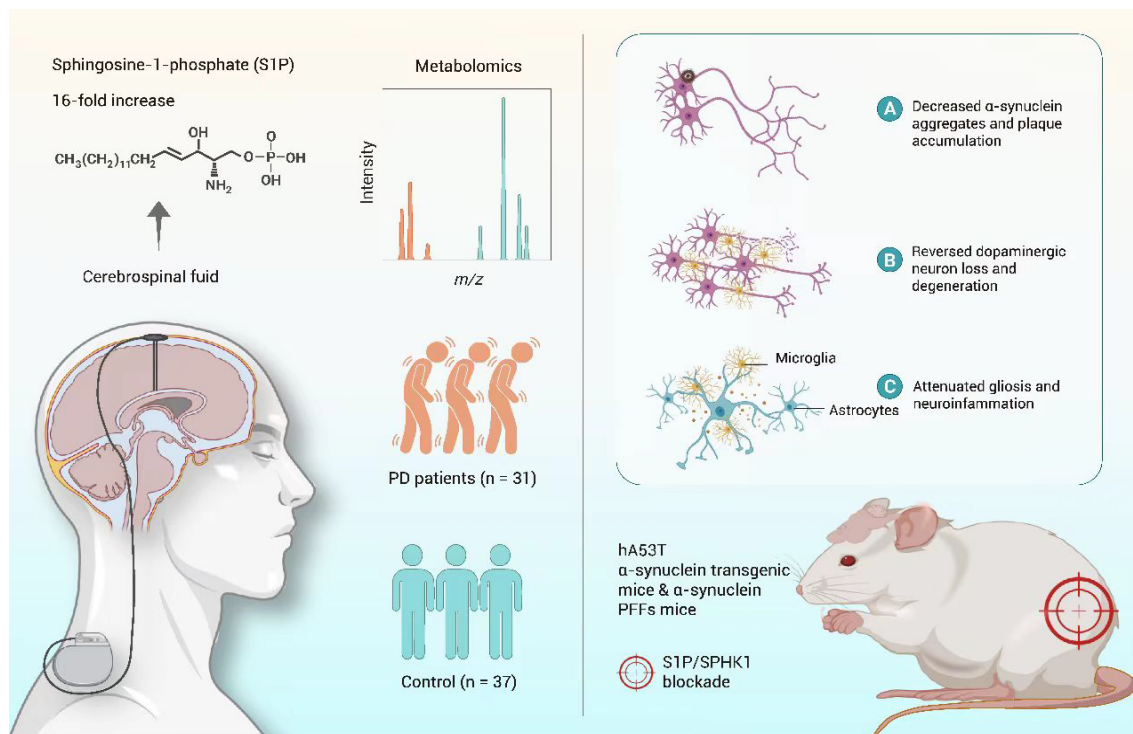 Sphingosine-1-phosphate (S1P)
16-fold increase
OH
O
CH₃(CH₂)₁₁CH₂
O
P
OH
NH₂
OH
Cerebrospinal fuid
Metabolomics
Intensity
m/z
PD patients (n = 31)
Control (n = 37)
A
Decreased α-synuclein
aggregates and plaque
accumulation
B
Reversed dopaminergic
neuron loss and
degeneration
Microglia
Astrocytes
C
Attenuated gliosis and
neuroinfammation
hA53T
α-synuclein transgenic
mice & α-synuclein
PFFs mice
S1P/SPHK1
blockade